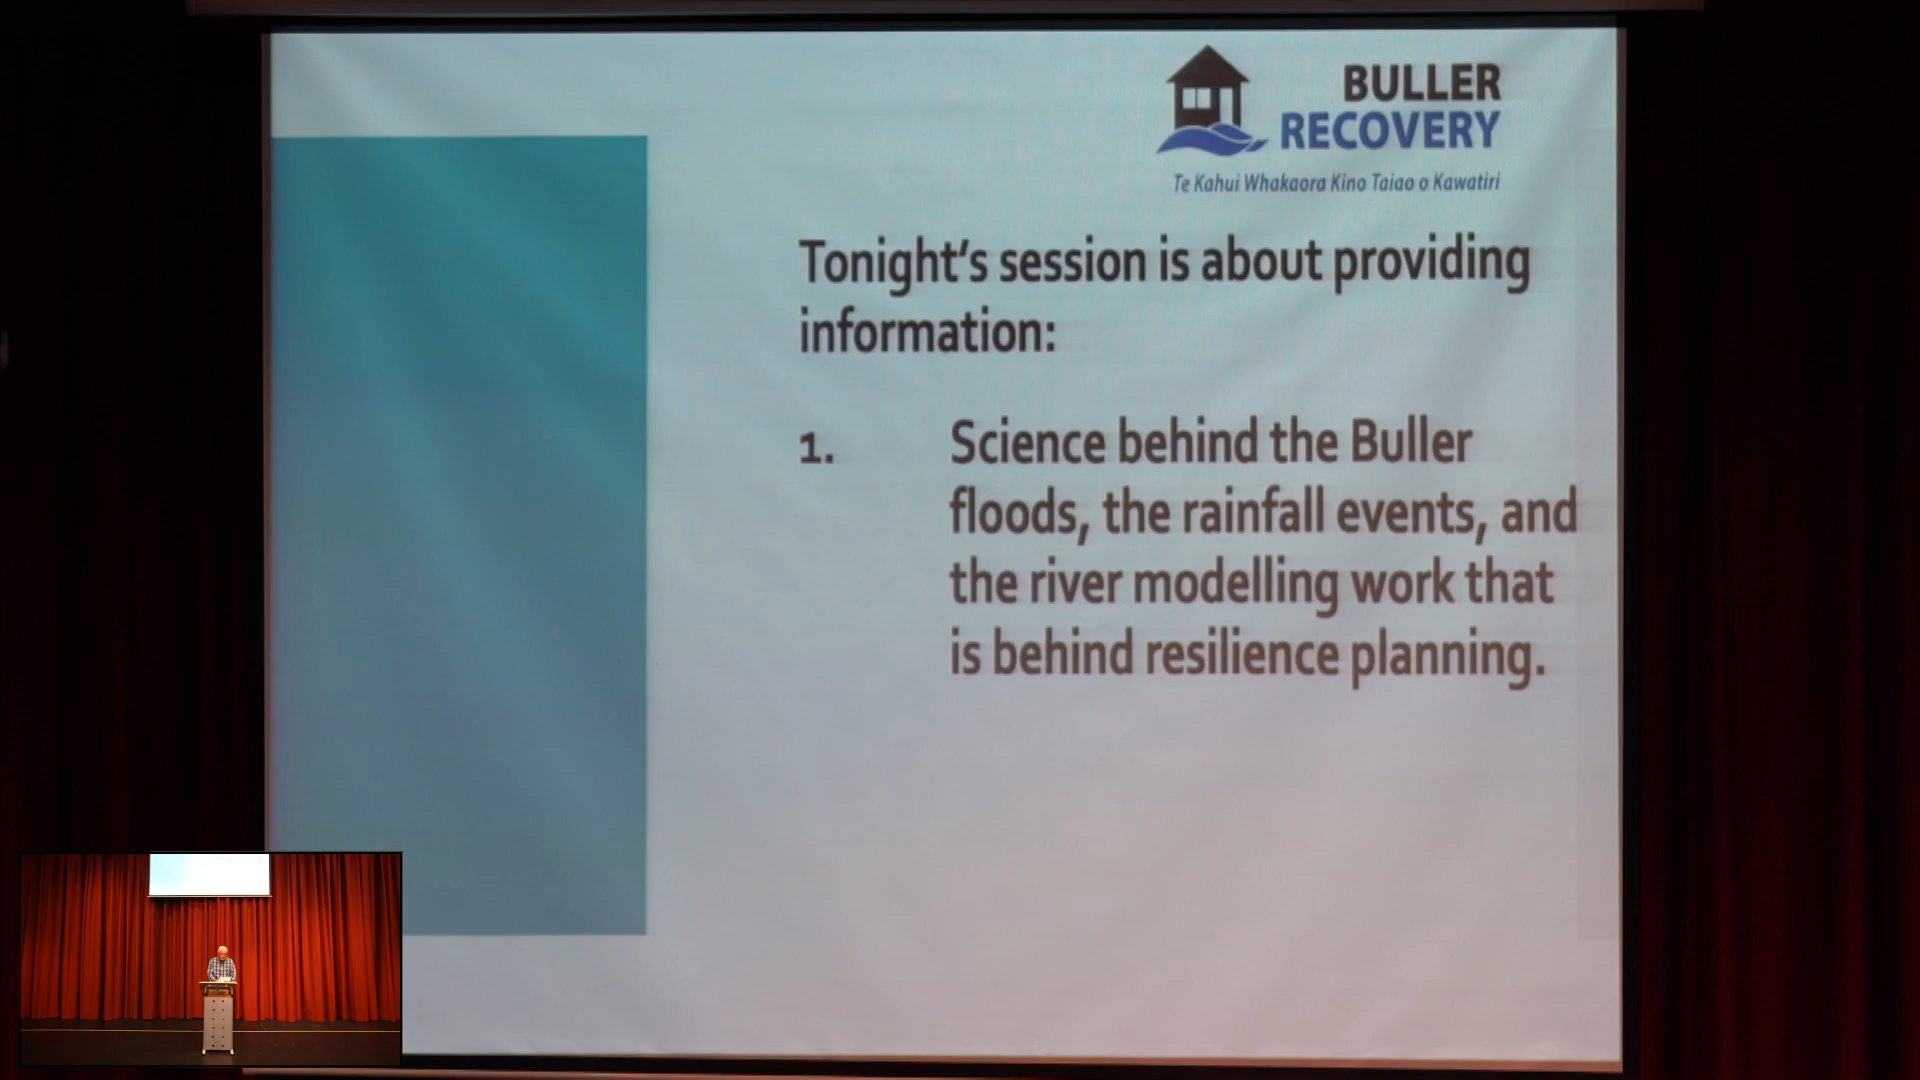 BULLER
RECOVERY
Te Kahui Whakaora Kino Taiao o Kawatiri
Tonight's session is about providing
information:
1. Science behind the Buller
floods, the rainfall events, and
the river modelling work that
is behind resilience planning.